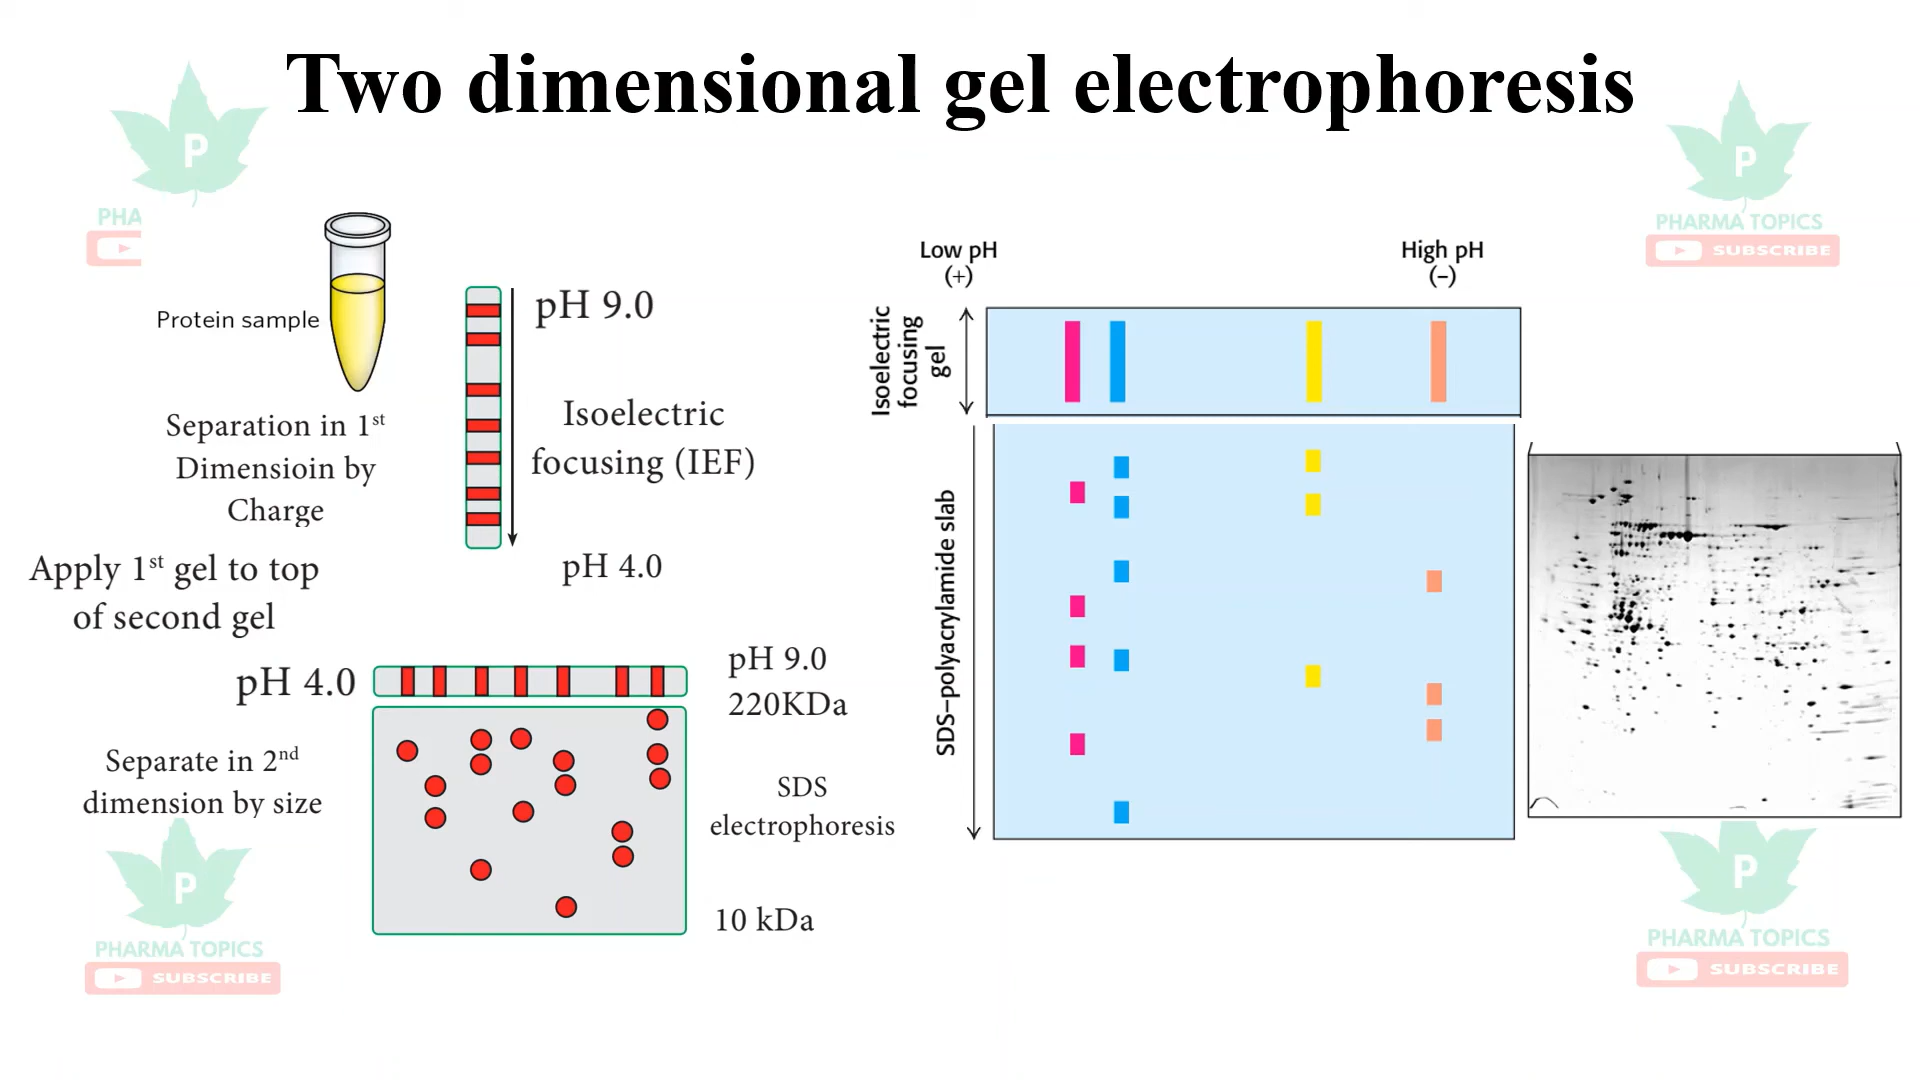 Two dimensional gel electrophoresis
P
PHA
P
PHARMA TOPICS
SUBSCRIBE
Protein sample
Separation in 1st
Dimensioin by
Charge
pH 9.0
Isoelectric
focusing (IEF)
pH 4.0
Apply 1st gel to top
of second gel
pH 4.0
pH 9.0
220KDa
Separate in 2nd
dimension by size
SDS
electrophoresis
10 kDa
Low pH
(+)
High pH
(–)
Isoelectric
focusing
gel
SDS–polyacrylamide slab
P
PHARMA TOPICS
SUBSCRIBE
P
PHARMA TOPICS
SUBSCRIBE